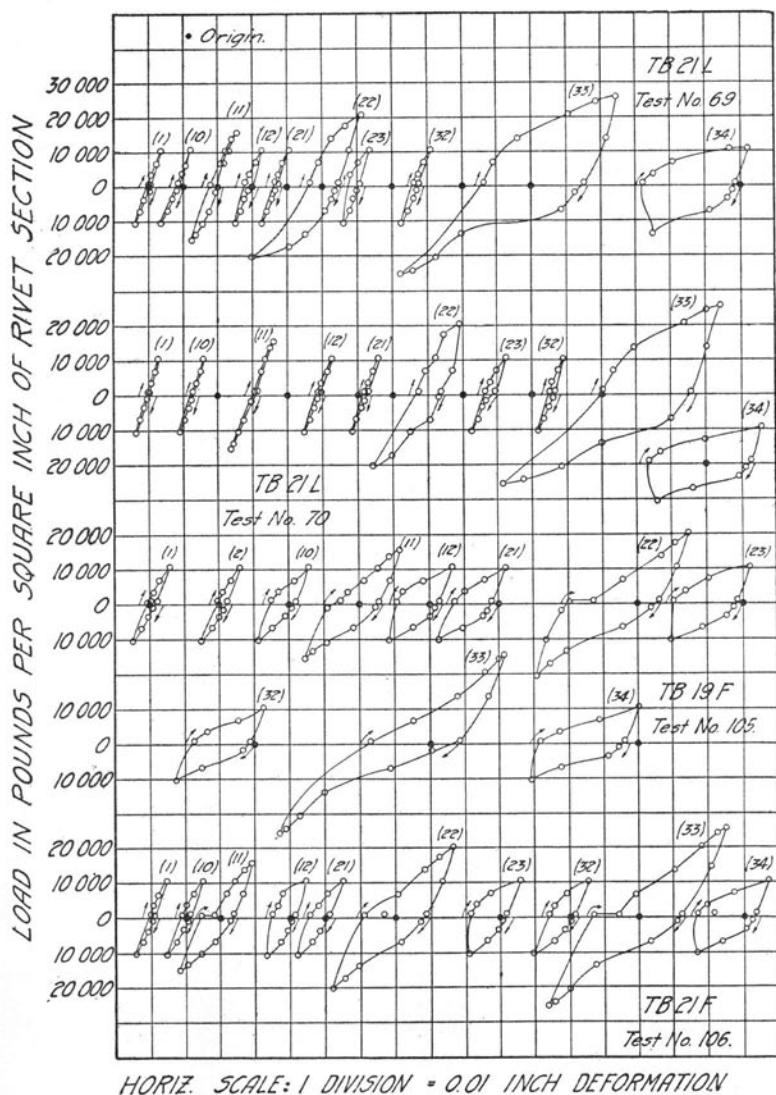 • Origin.
TB 21L
Test No. 69
30 000
20 000
10 000
0
10 000
20 000
(1) (10) (11) (12) (21) (22) (23) (32) (33) (34)
20 000
10 000
0
10 000
20 000
(1) (10) (11) (12) (21) (22) (23) (32) (33) (34)
TB 21L
Test No. 70
20 000
10 000
0
10 000
(1) (2) (10) (11) (12) (21) (22) (23)
10 000
0
10 000
(32) (33) (34)
TB 19F
Test No. 105.
20 000
10 000
0
10 000
20 000
(1) (10) (11) (12) (21) (22) (23) (32) (33) (34)
TB 21F
Test No. 106.
LOAD IN POUNDS PER SQUARE INCH OF RIVET SECTION
HORIZ. SCALE: 1 DIVISION = 0.01 INCH DEFORMATION